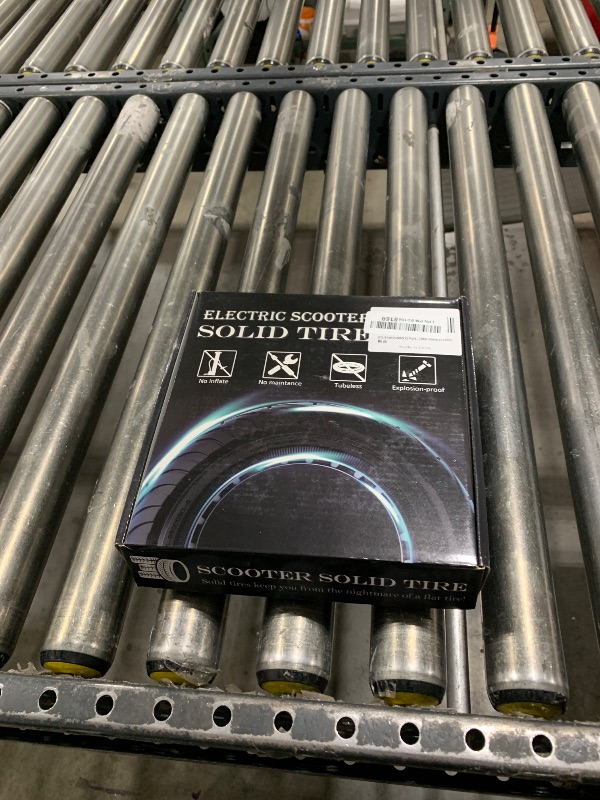 ELECTRIC SCOOTER
SOLID TIRE
No inflate
No maintance
Tubeless
Explosion-proof
SCOOTER SOLID TIRE
Solid tires keep you from the nightmare of a flat tire!